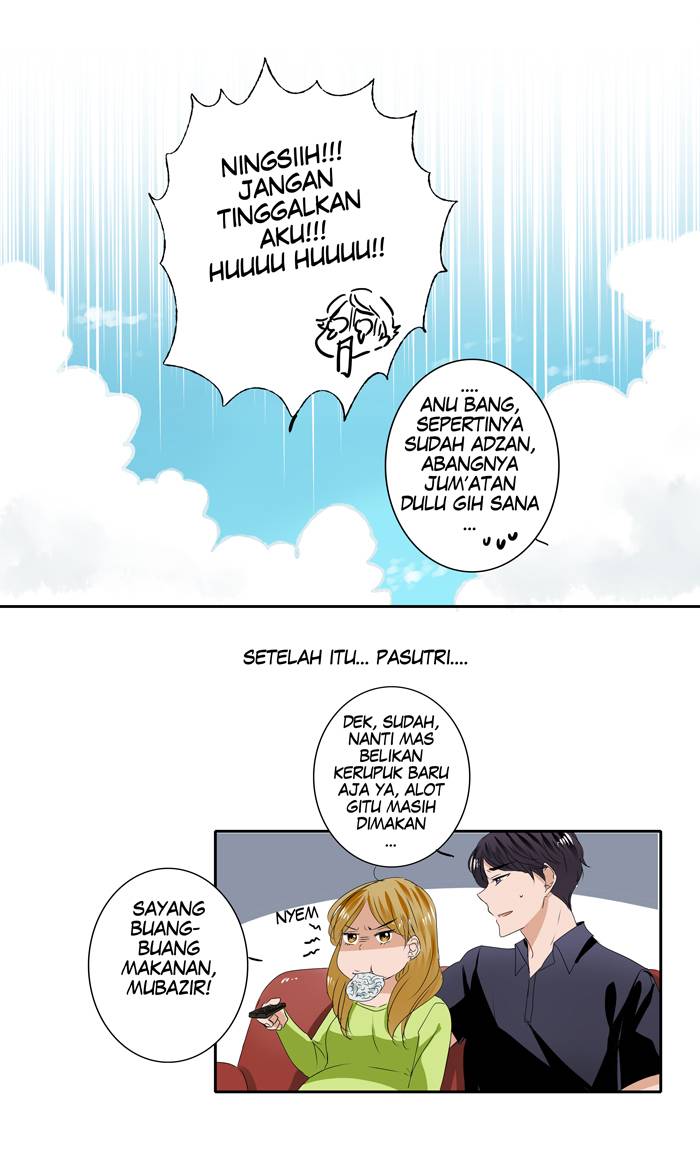 NINGSIIH!!!
JANGAN
TINGGALKAN
AKU!!!
HUUUU HUUUU!!
....
ANU BANG,
SEPERTINYA
SUDAH ADZAN,
ABANGNYA
JUM'ATAN
DULU GIH SANA
...
SETELAH ITU... PASUTRI....
DEK, SUDAH,
NANTI MAS
BELIKAN
KERUPUK BARU
AJA YA, ALOT
GITU MASIH
DIMAKAN
...
NYEM
SAYANG
BUANG-
BUANG
MAKANAN,
MUBAZIR!